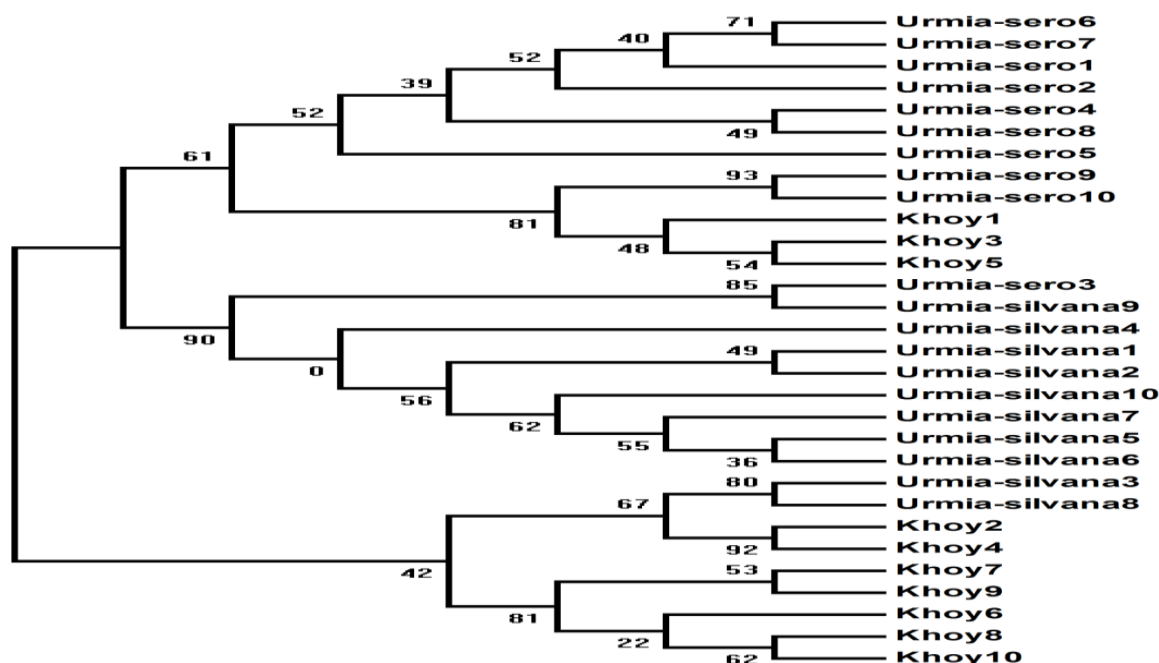 71 Urmia-sero6
40 Urmia-sero7
52 Urmia-sero1
39 Urmia-sero2
52 Urmia-sero4
49 Urmia-sero8
61 Urmia-sero5
93 Urmia-sero9
81 Urmia-sero10
48 Khoy1
Khoy3
54 Khoy5
85 Urmia-sero3
Urmia-silvana9
90 Urmia-silvana4
0 49 Urmia-silvana1
56 Urmia-silvana2
62 Urmia-silvana10
55 Urmia-silvana7
Urmia-silvana5
36 Urmia-silvana6
80 Urmia-silvana3
67 Urmia-silvana8
Khoy2
92 Khoy4
42 53 Khoy7
Khoy9
81 Khoy6
22 Khoy8
62 Khoy10